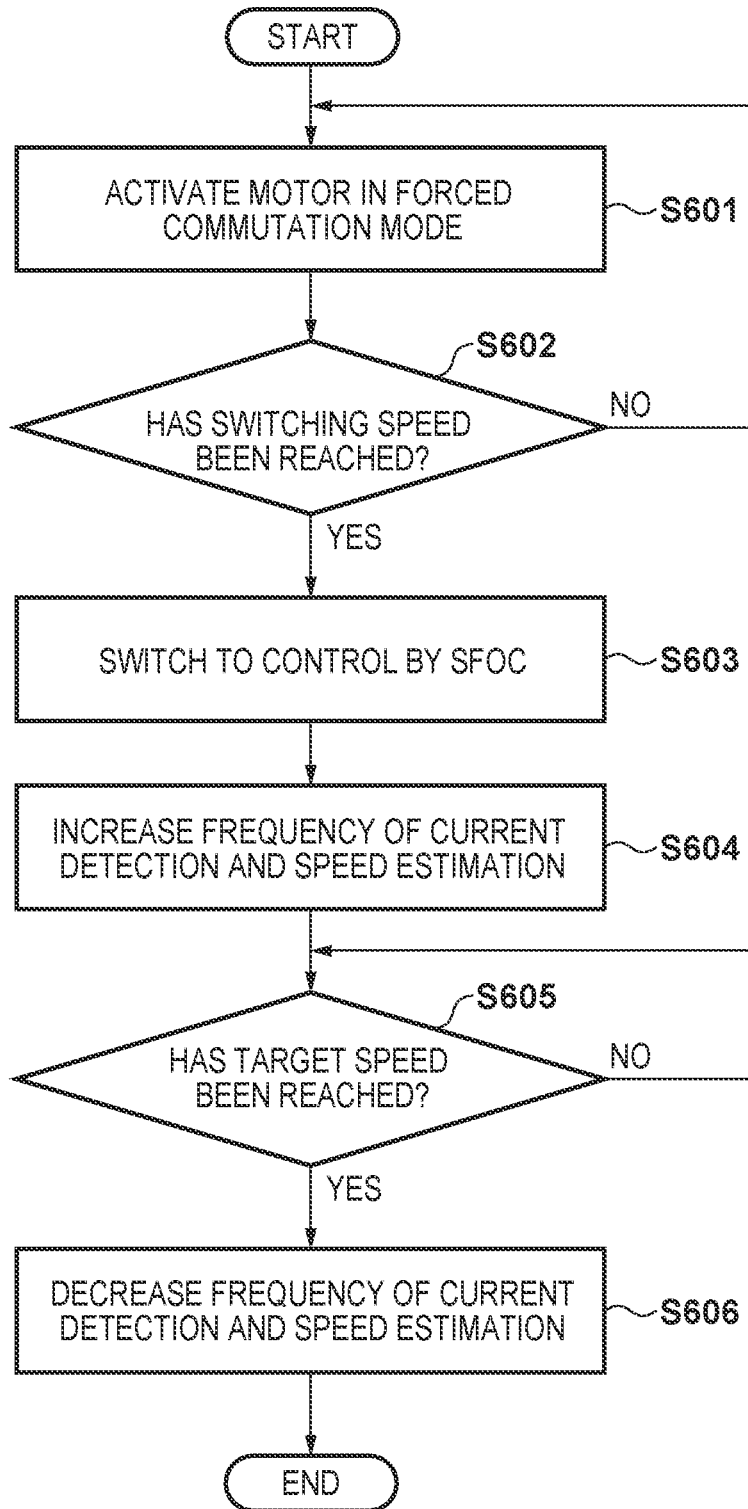 START
ACTIVATE MOTOR IN FORCED
COMMUTATION MODE
S601
S602
HAS SWITCHING SPEED
BEEN REACHED?
NO
YES
SWITCH TO CONTROL BY SFOC
S603
INCREASE FREQUENCY OF CURRENT
DETECTION AND SPEED ESTIMATION
S604
S605
HAS TARGET SPEED
BEEN REACHED?
NO
YES
DECREASE FREQUENCY OF CURRENT
DETECTION AND SPEED ESTIMATION
S606
END